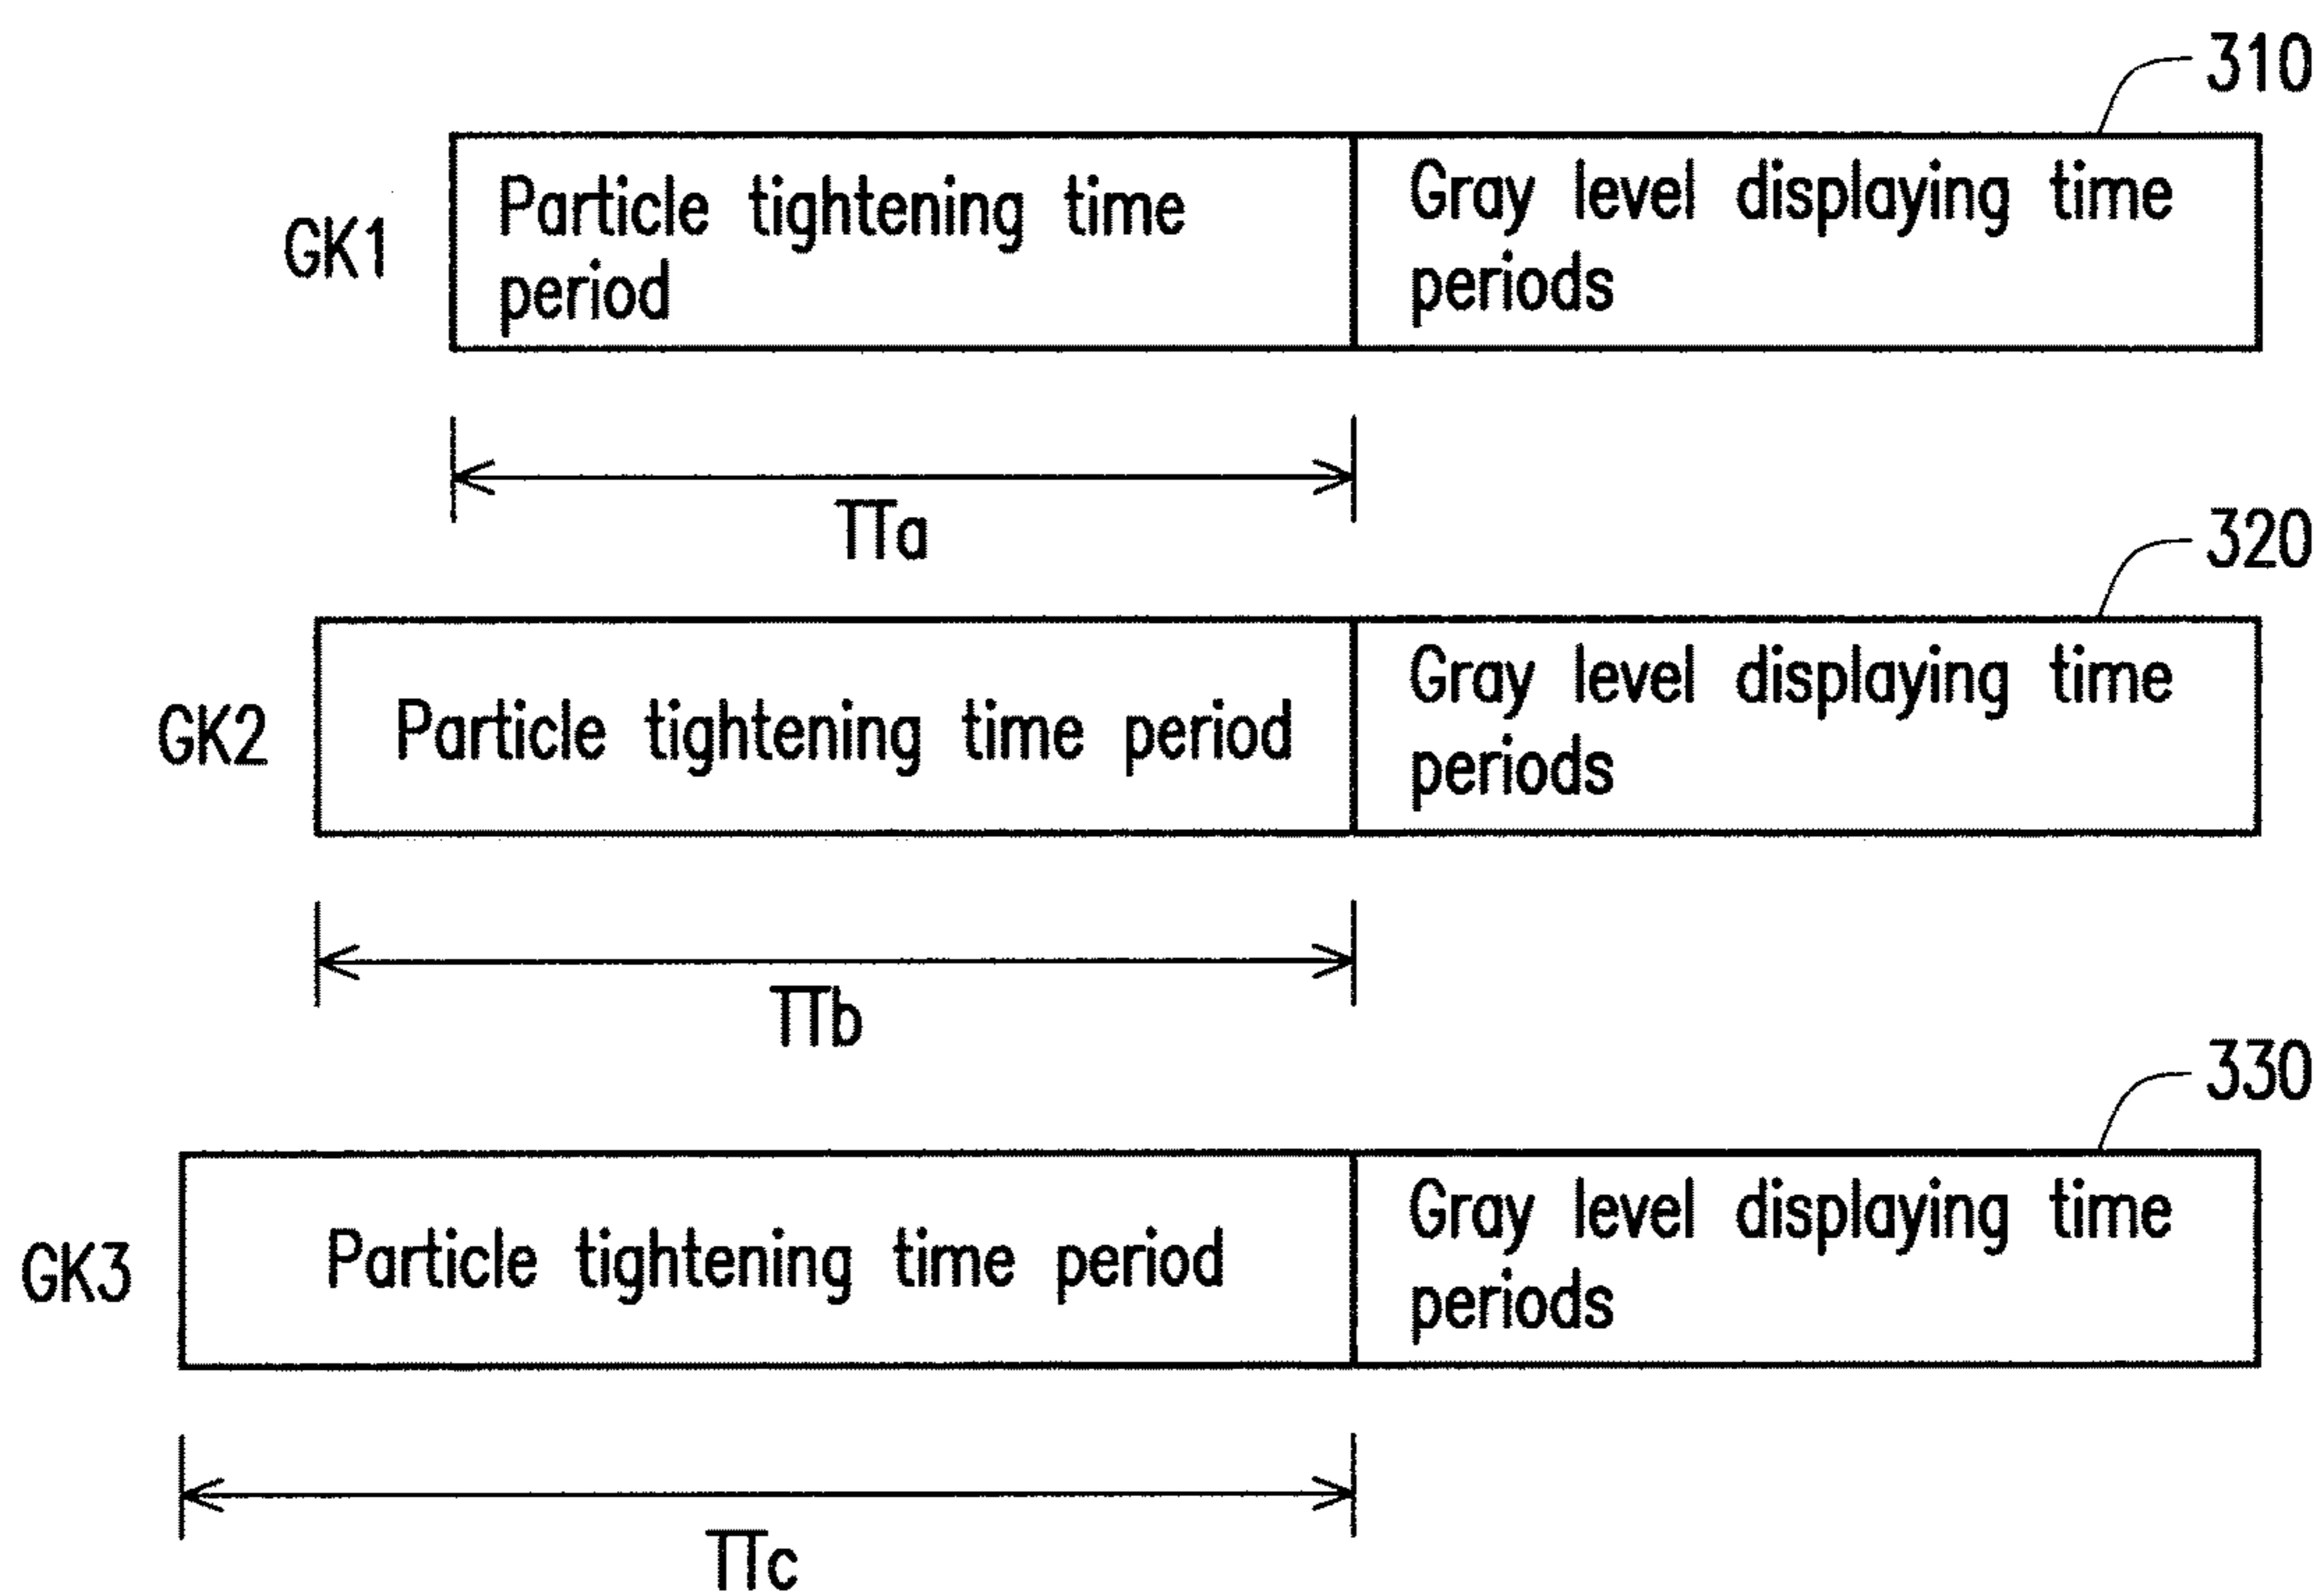 310
Particle tightening time
period
Gray level displaying time
periods
GK1
TTa
320
GK2
Particle tightening time period
Gray level displaying time
periods
TTb
330
GK3
Particle tightening time period
Gray level displaying time
periods
TTc